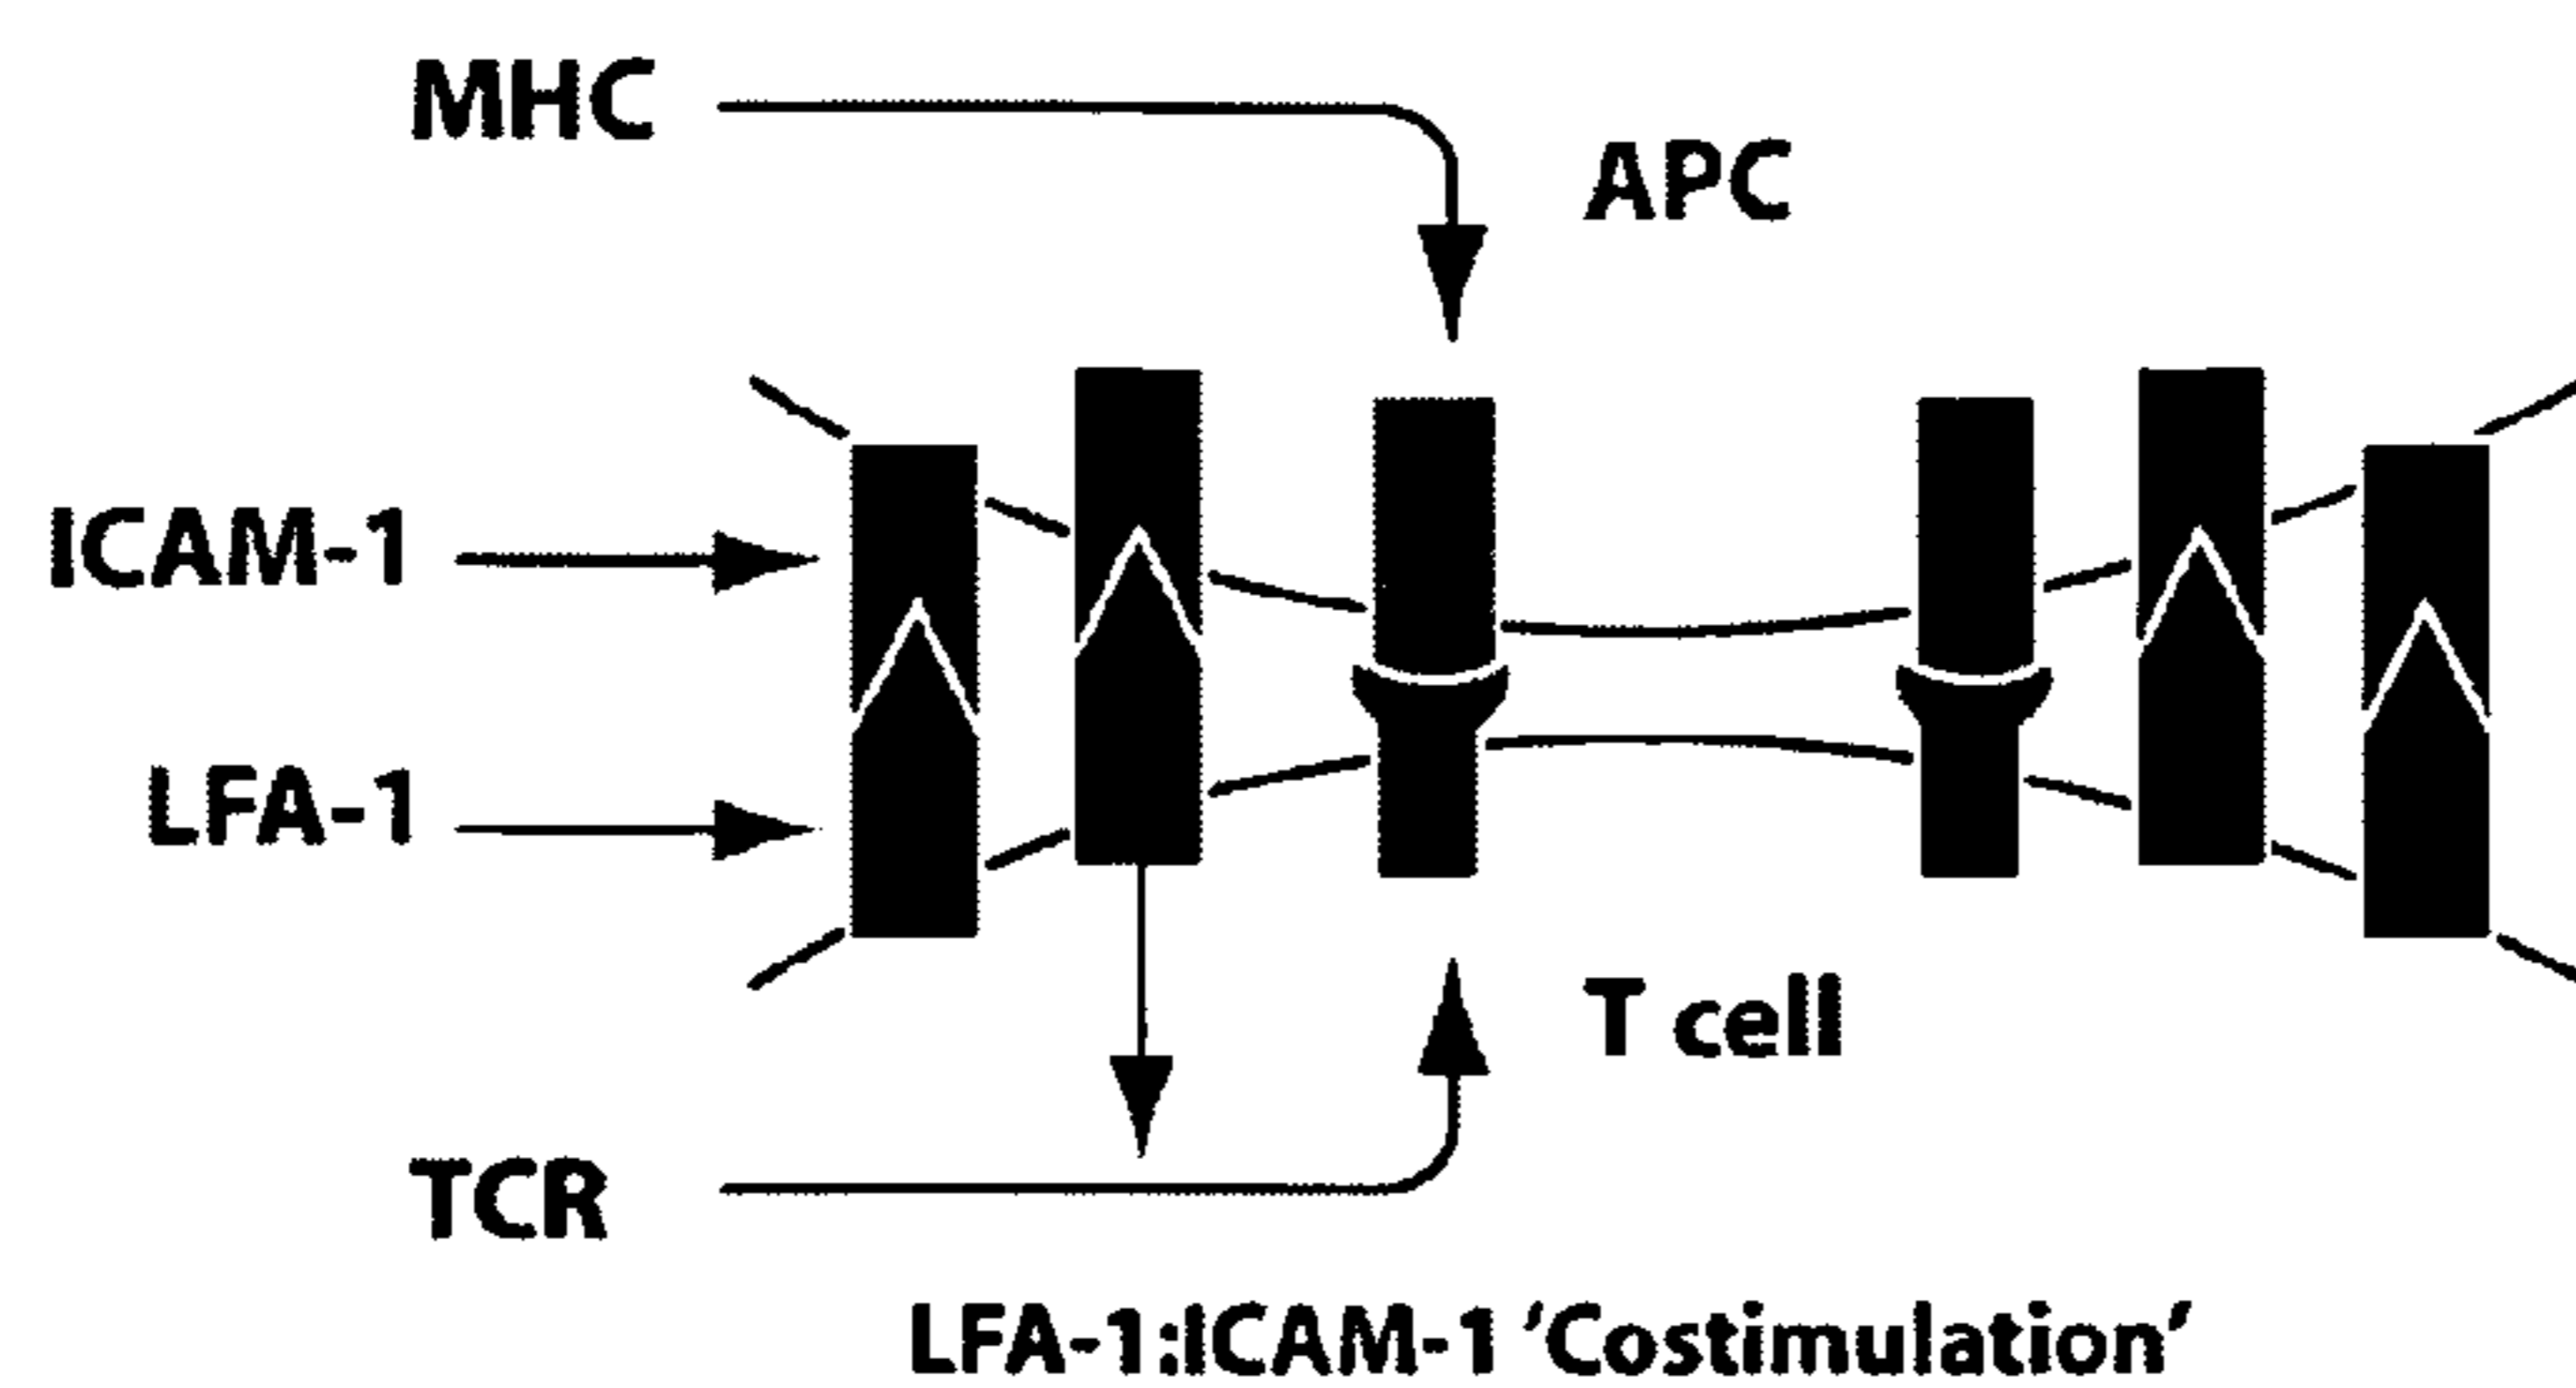 MHC
APC
ICAM-1
LFA-1
T cell
TCR
LFA-1:ICAM-1 ‘Costimulation’